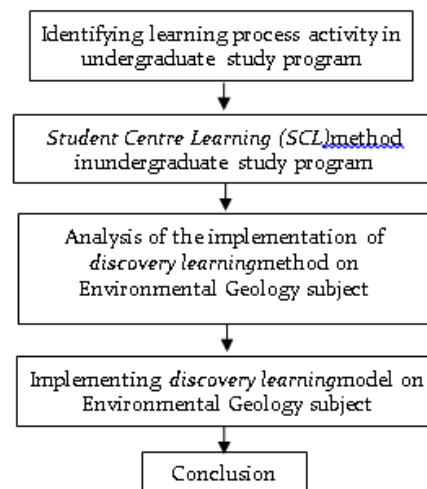 Identifying learning process activity in
undergraduate study program
Student Centre Learning (SCL)method
inundergraduate study program
Analysis of the implementation of
discovery learningmethod on
Environmental Geology subject
Implementing discovery learningmodel on
Environmental Geology subject
Conclusion